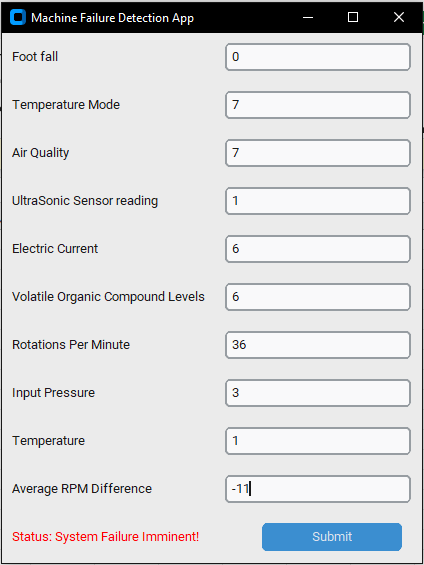 Machine Failure Detection App
Foot fall 0
Temperature Mode 7
Air Quality 7
UltraSonic Sensor reading 1
Electric Current 6
Volatile Organic Compound Levels 6
Rotations Per Minute 36
Input Pressure 3
Temperature 1
Average RPM Difference -11
Status: System Failure Imminent! Submit